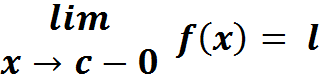 lim
x → c − 0 f(x) = l